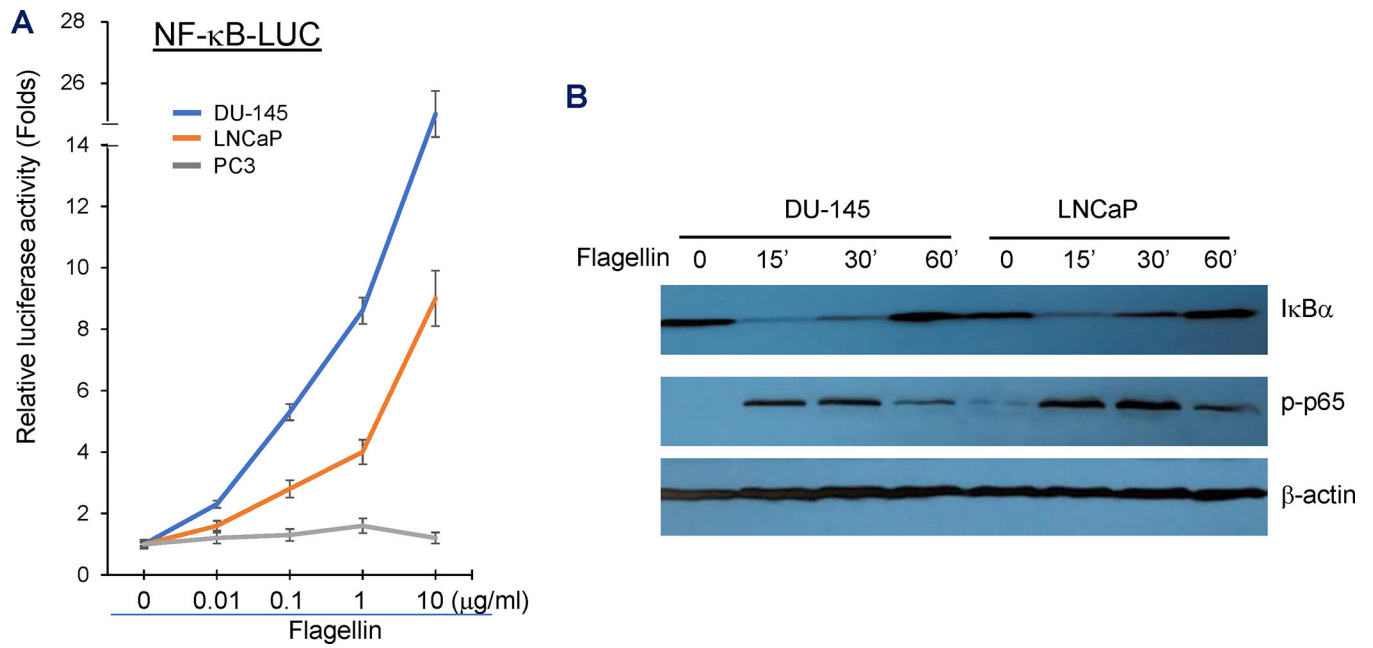 A
NF-κB-LUC
Relative luciferase activity (Folds)
28
26
14
12
10
8
6
4
2
0
DU-145
LNCaP
PC3
0 0.01 0.1 1 10 (μg/ml)
Flagellin
B
DU-145 LNCaP
Flagellin 0 15’ 30’ 60’ 0 15’ 30’ 60’
IκBα
p-p65
β-actin